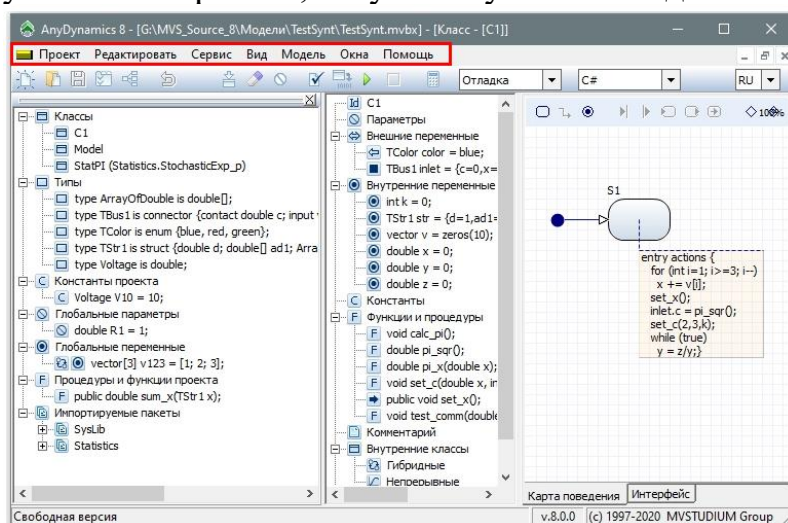 AnyDynamics 8 - [G:\MVS_Source_8\Модели\TestSynt\TestSynt.mvbx] - [Класс - [C1]]
Проект Редактировать Сервис Вид Модель Окна Помощь
Отладка C# RU
Классы
C1
Model
StatPI (Statistics.StochasticExp_p)
Типы
type ArrayOfDouble is double[];
type TBus1 is connector {contact double c; input
type TColor is enum {blue, red, green};
type TStr1 is struct {double d; double[] ad1; Arra
type Voltage is double;
Константы проекта
C Voltage V10 = 10;
Глобальные параметры
double R1 = 1;
Глобальные переменные
vector[3] v123 = [1; 2; 3];
F Процедуры и функции проекта
F public double sum_x(TStr1 x);
Импортируемые пакеты
SysLib
Statistics
Id C1
Параметры
Внешние переменные
TColor color = blue;
TBus1 inlet = {c=0,x=
Внутренние переменные
int k = 0;
TStr1 str = {d=1,ad1=
vector v = zeros(10);
double x = 0;
double y = 0;
double z = 0;
C Константы
F Функции и процедуры
F void calc_pi();
F double pi_sqr();
F double pi_x(double x);
F void set_c(double x, in
public void set_x();
F void test_comm(double
Комментарий
Внутренние классы
Гибридные
Непрерывные
100%
S1
entry actions {
for (int i=1; i>=3; i--)
x += v[i];
set_x();
inlet.c = pi_sqr();
set_c(2,3,k);
while (true)
y = z/y;}
Карта поведения Интерфейс
Свободная версия v.8.0.0 (c) 1997-2020 MVSTUDIUM Group